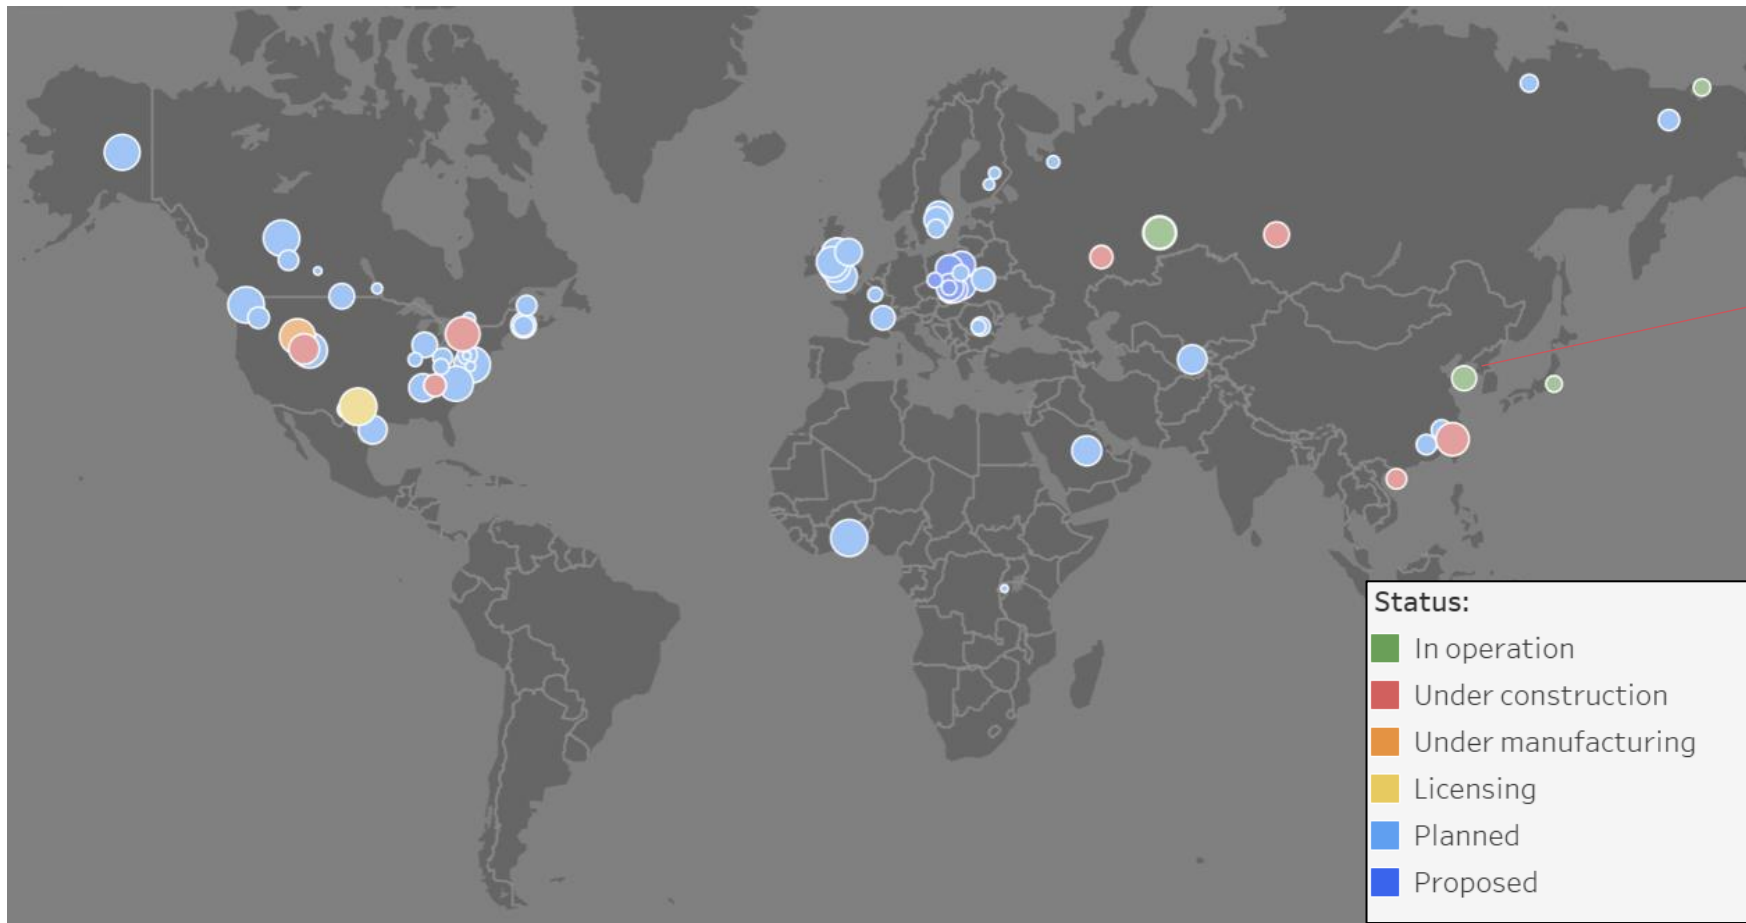 Status:
In operation
Under construction
Under manufacturing
Licensing
Planned
Proposed